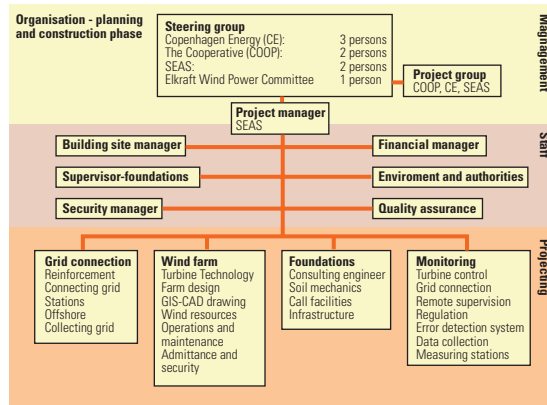 Organisation - planning
and construction phase
Steering group
Copenhagen Energy (CE): 3 persons
The Cooperative (COOP): 2 persons
SEAS: 2 persons
Elkraft Wind Power Committee 1 person
Project group
COOP, CE, SEAS
Magnagement
Project manager
SEAS
Building site manager
Financial manager
Supervisor-foundations
Enviroment and authorities
Security manager
Quality assurance
Staff
Grid connection
Reinforcement
Connecting grid
Stations
Offshore
Collecting grid
Wind farm
Turbine Technology
Farm design
GIS-CAD drawing
Wind resources
Operations and
maintenance
Admittance and
security
Foundations
Consulting engineer
Soil mechanics
Call facilities
Infrastructure
Monitoring
Turbine control
Grid connection
Remote supervision
Regulation
Error detection system
Data collection
Measuring stations
Projecting